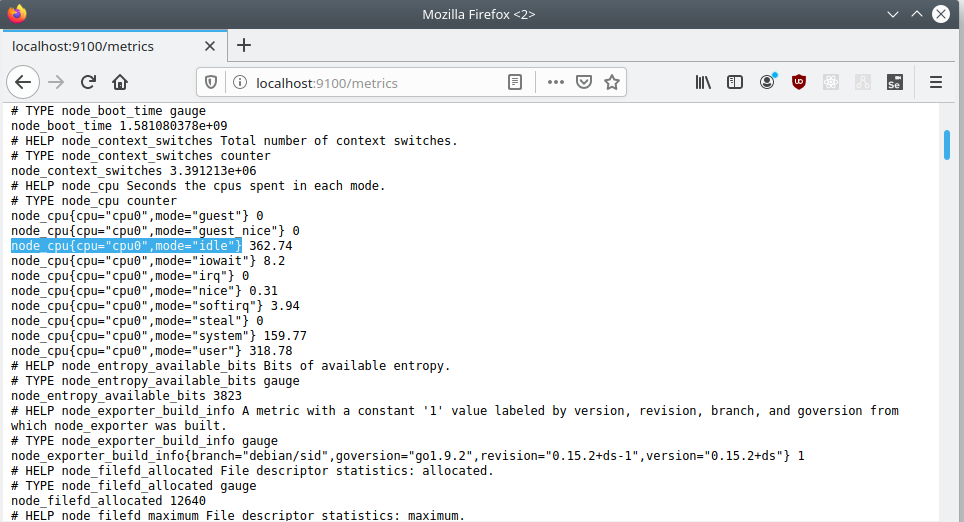 Mozilla Firefox <2>
localhost:9100/metrics
localhost:9100/metrics
# TYPE node_boot_time gauge
node_boot_time 1.581080378e+09
# HELP node_context_switches Total number of context switches.
# TYPE node_context_switches counter
node_context_switches 3.391213e+06
# HELP node_cpu Seconds the cpus spent in each mode.
# TYPE node_cpu counter
node_cpu{cpu="cpu0",mode="guest"} 0
node_cpu{cpu="cpu0",mode="guest_nice"} 0
node_cpu{cpu="cpu0",mode="idle"} 362.74
node_cpu{cpu="cpu0",mode="iowait"} 8.2
node_cpu{cpu="cpu0",mode="irq"} 0
node_cpu{cpu="cpu0",mode="nice"} 0.31
node_cpu{cpu="cpu0",mode="softirq"} 3.94
node_cpu{cpu="cpu0",mode="steal"} 0
node_cpu{cpu="cpu0",mode="system"} 159.77
node_cpu{cpu="cpu0",mode="user"} 318.78
# HELP node_entropy_available_bits Bits of available entropy.
# TYPE node_entropy_available_bits gauge
node_entropy_available_bits 3823
# HELP node_exporter_build_info A metric with a constant '1' value labeled by version, revision, branch, and goversion from
which node_exporter was built.
# TYPE node_exporter_build_info gauge
node_exporter_build_info{branch="debian/sid",goversion="go1.9.2",revision="0.15.2+ds-1",version="0.15.2+ds"} 1
# HELP node_filefd_allocated File descriptor statistics: allocated.
# TYPE node_filefd_allocated gauge
node_filefd_allocated 12640
# HELP node_filefd_maximum File descriptor statistics: maximum.